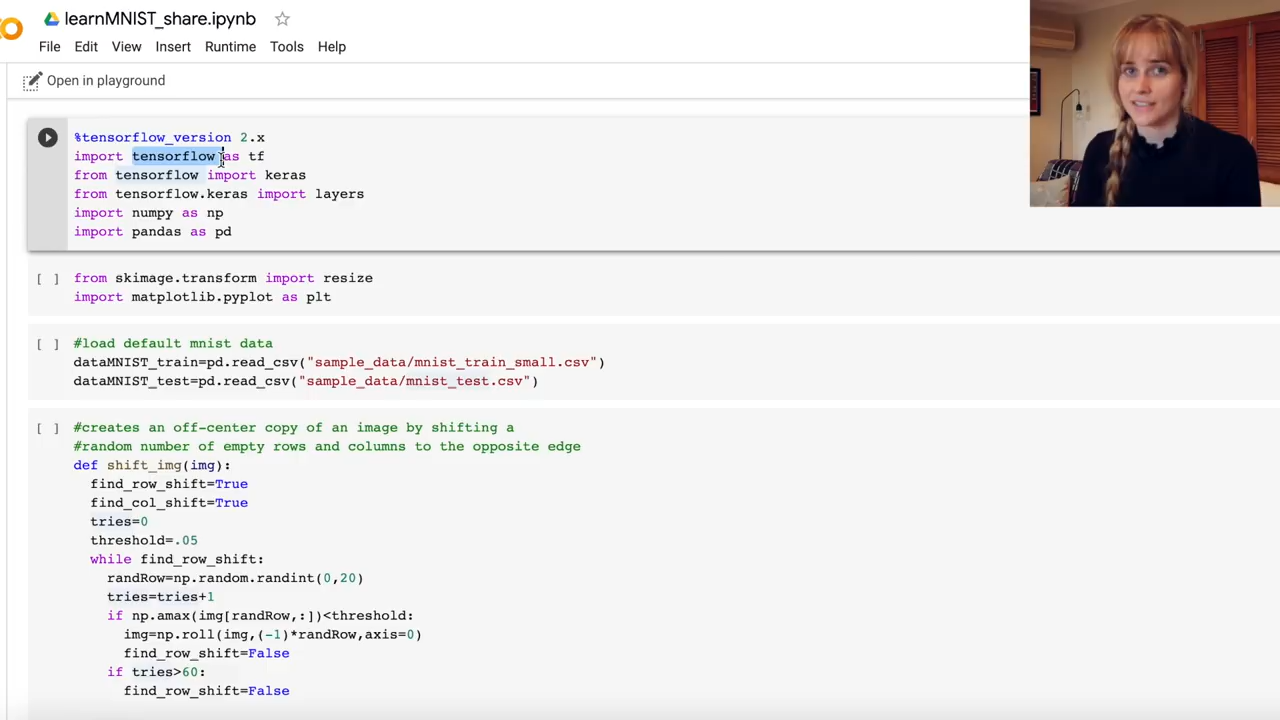 learnMNIST_share.ipynb
File Edit View Insert Runtime Tools Help
Open in playground
%tensorflow_version 2.x
import tensorflow as tf
from tensorflow import keras
from tensorflow.keras import layers
import numpy as np
import pandas as pd
[ ] from skimage.transform import resize
import matplotlib.pyplot as plt
[ ] #load default mnist data
dataMNIST_train=pd.read_csv("sample_data/mnist_train_small.csv")
dataMNIST_test=pd.read_csv("sample_data/mnist_test.csv")
[ ] #creates an off-center copy of an image by shifting a
#random number of empty rows and columns to the opposite edge
def shift_img(img):
find_row_shift=True
find_col_shift=True
tries=0
threshold=.05
while find_row_shift:
randRow=np.random.randint(0,20)
tries=tries+1
if np.amax(img[randRow,:])<threshold:
img=np.roll(img,(-1)*randRow,axis=0)
find_row_shift=False
if tries>60:
find_row_shift=False